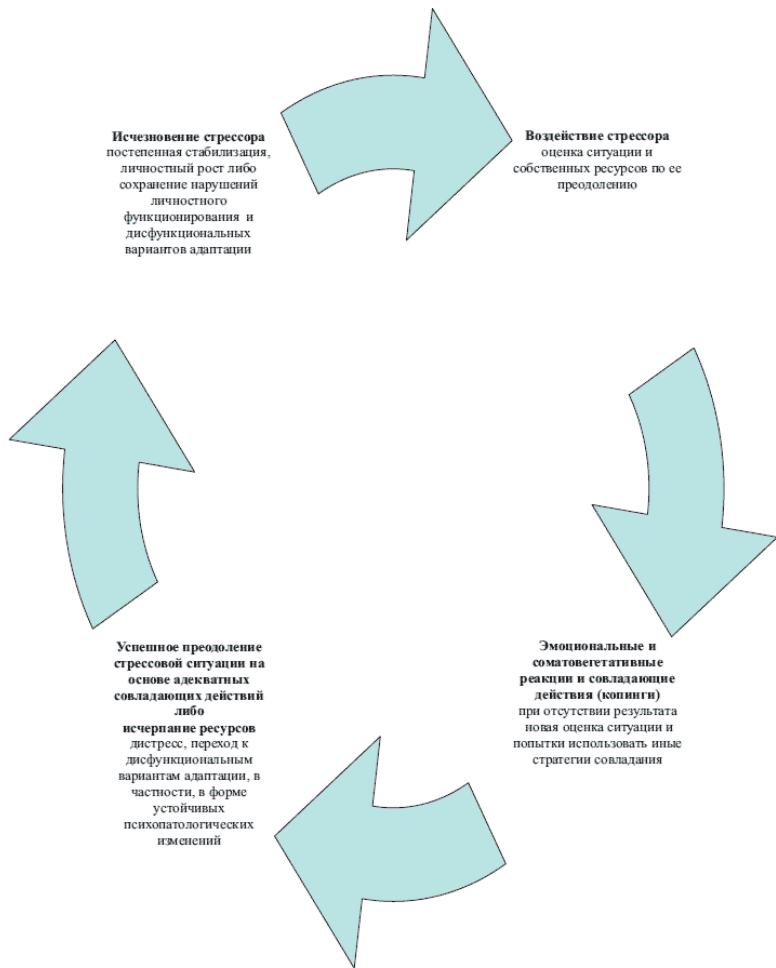 Исчезновение стрессора
постепенная стабилизация,
личностный рост либо
сохранение нарушений
личностного
функционирования и
дисфункциональных
вариантов адаптации
Воздействие стрессора
оценка ситуации и
собственных ресурсов по ее
преодолению
Эмоциональные и
соматовегетативные
реакции и совладающие
действия (копинги)
при отсутствии результата
новая оценка ситуации и
попытки использовать иные
стратегии совладания
Успешное преодоление
стрессовой ситуации на
основе адекватных
совладающих действий
либо
исчерпание ресурсов
дистресс, переход к
дисфункциональным
вариантам адаптации, в
частности, в форме
устойчивых
психопатологических
изменений